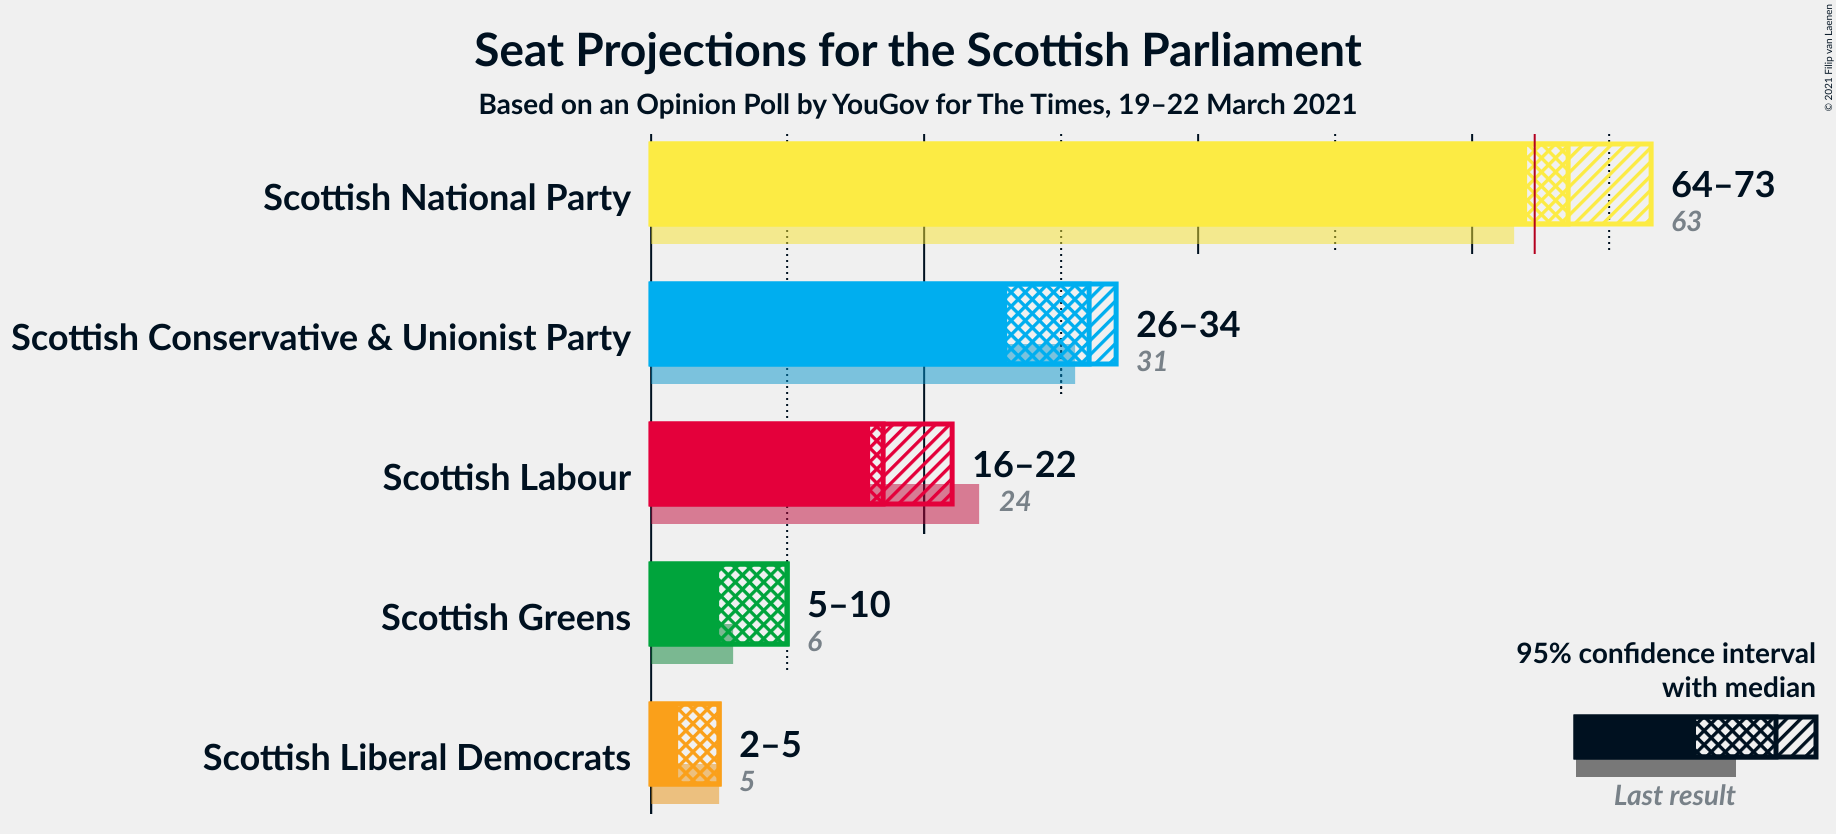 Seat Projections for the Scottish Parliament
Based on an Opinion Poll by YouGov for The Times, 19–22 March 2021
© 2021 Filip van Laenen
Scottish National Party
64–73
63
Scottish Conservative & Unionist Party
26–34
31
Scottish Labour
16–22
24
Scottish Greens
5–10
6
Scottish Liberal Democrats
2–5
5
95% confidence interval
with median
Last result